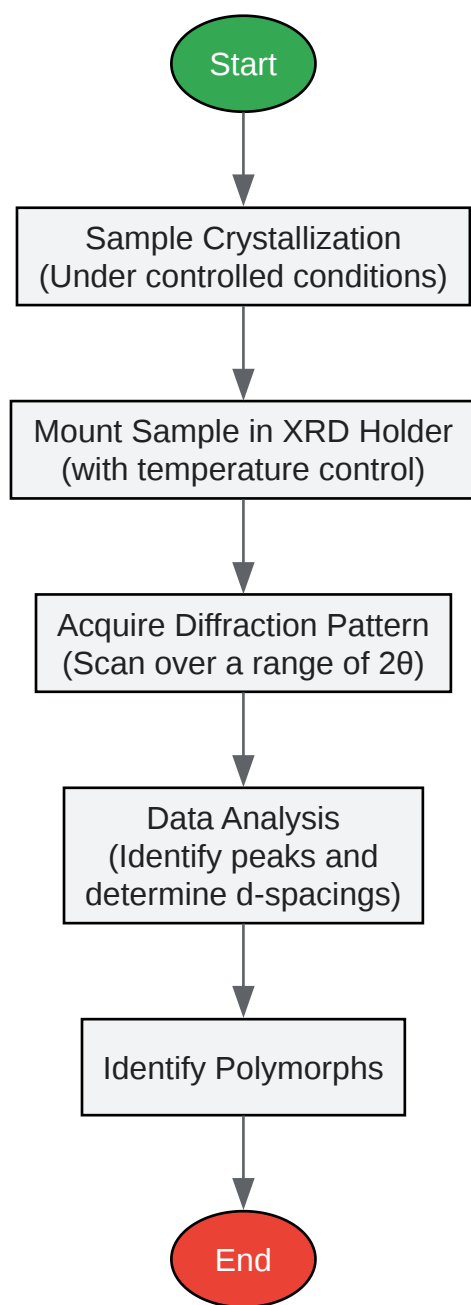 Start
Sample Crystallization
(Under controlled conditions)
Mount Sample in XRD Holder
(with temperature control)
Acquire Diffraction Pattern
(Scan over a range of 2θ)
Data Analysis
(Identify peaks and
determine d-spacings)
Identify Polymorphs
End